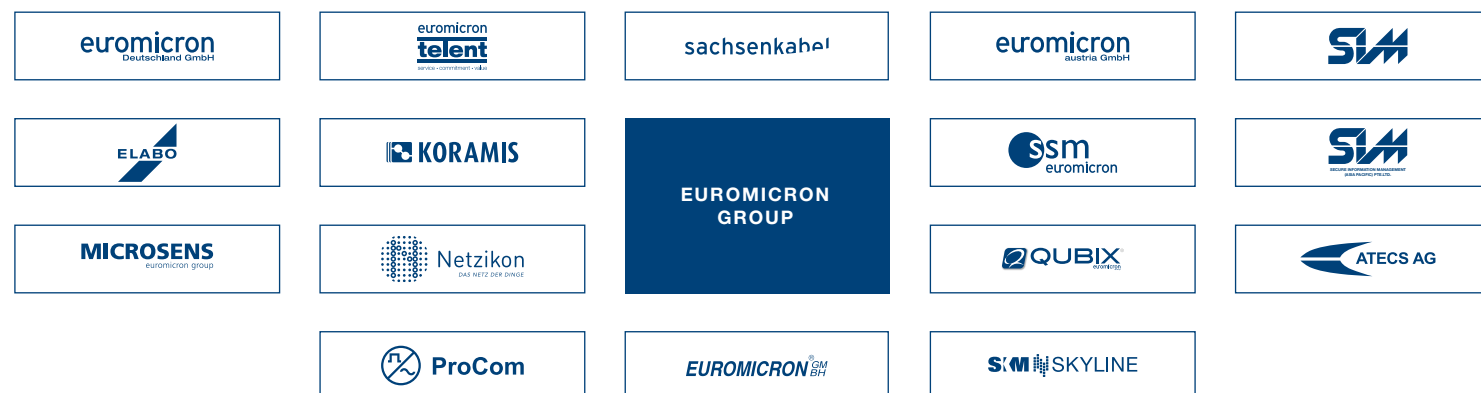 euromicron
Deutschland GmbH
euromicron
telent
service • commitment • value
sachsenkabel
euromicron
austria GmbH
SIM
ELABO
KORAMIS
EUROMICRON
GROUP
ssm
euromicron
SIM
SECURE INFORMATION MANAGEMENT
(ASIA PACIFIC) PTE.LTD.
MICROSENS
euromicron group
Netzikon
DAS NETZ DER DINGE
QUBIX
euromicron
ATECS AG
ProCom
EUROMICRON® GM
BH
SKM SKYLINE